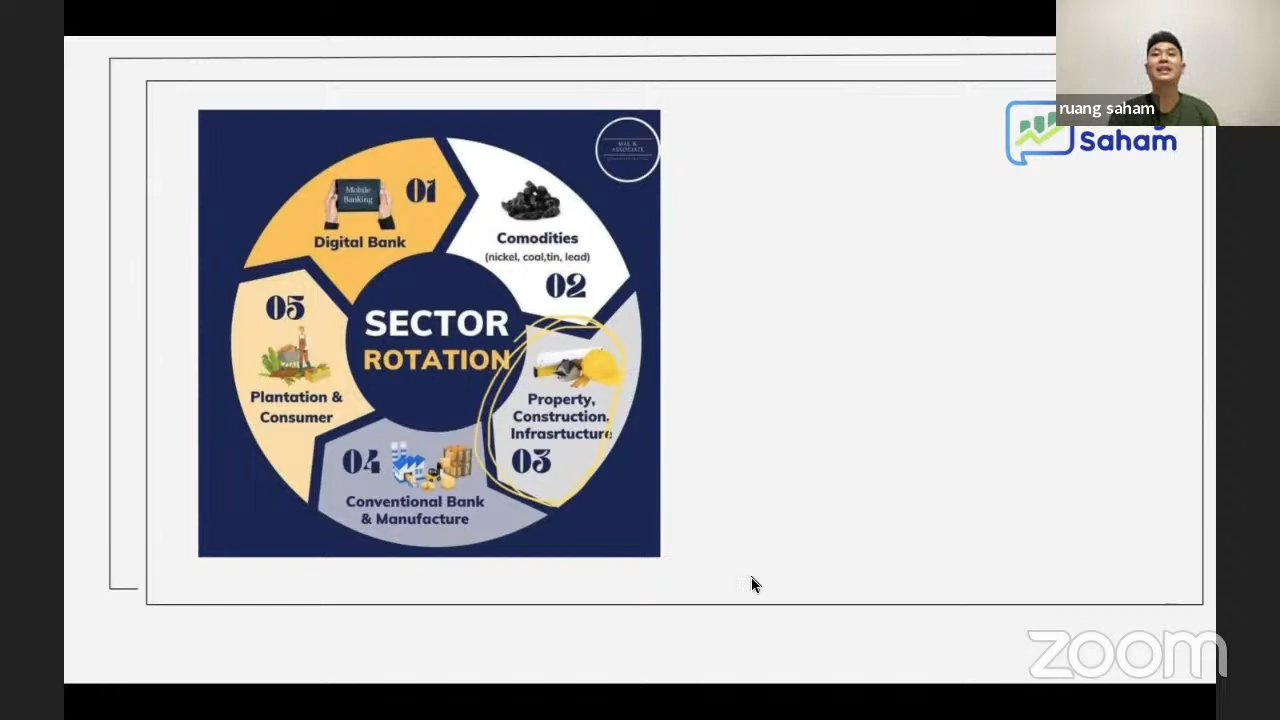 ruang saham
Saham
Mobile
Banking
01
Digital Bank
Comodities
(nickel, coal,tin, lead)
02
05
SECTOR
ROTATION
Plantation &
Consumer
Property,
Construction,
Infrasrtucture
03
04
Conventional Bank
& Manufacture
& ASSOCIATE
zoom